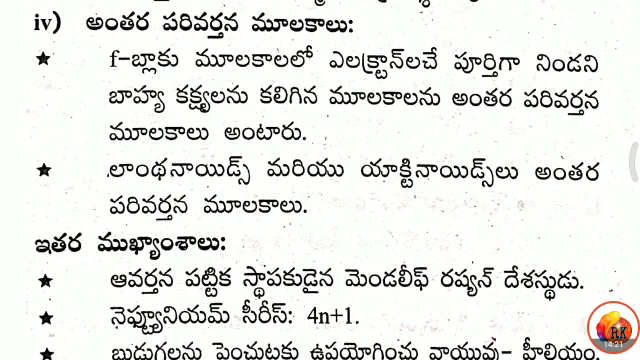 iv) అంతర పరివర్తన మూలకాలు:
★ f-బ్లాకు మూలకాలలో ఎలక్ట్రాన్‌లచే పూర్తిగా నిండని
బాహ్య కక్ష్యలను కలిగిన మూలకాలను అంతర పరివర్తన
మూలకాలు అంటారు.
★ లాంథనాయిడ్స్ మరియు యాక్టినాయిడ్స్‌లు అంతర
పరివర్తన మూలకాలు.
ఇతర ముఖ్యాంశాలు:
★ ఆవర్తన పట్టిక స్థాపకుడైన మెండలీఫ్ రష్యన్ దేశస్థుడు.
★ నెప్ట్యూనియమ్ సీరీస్: 4n+1.
★ బుడుగలను పెంచుటకు ఉపయోగించు వాయువు- హీలియం.
RK
14:21